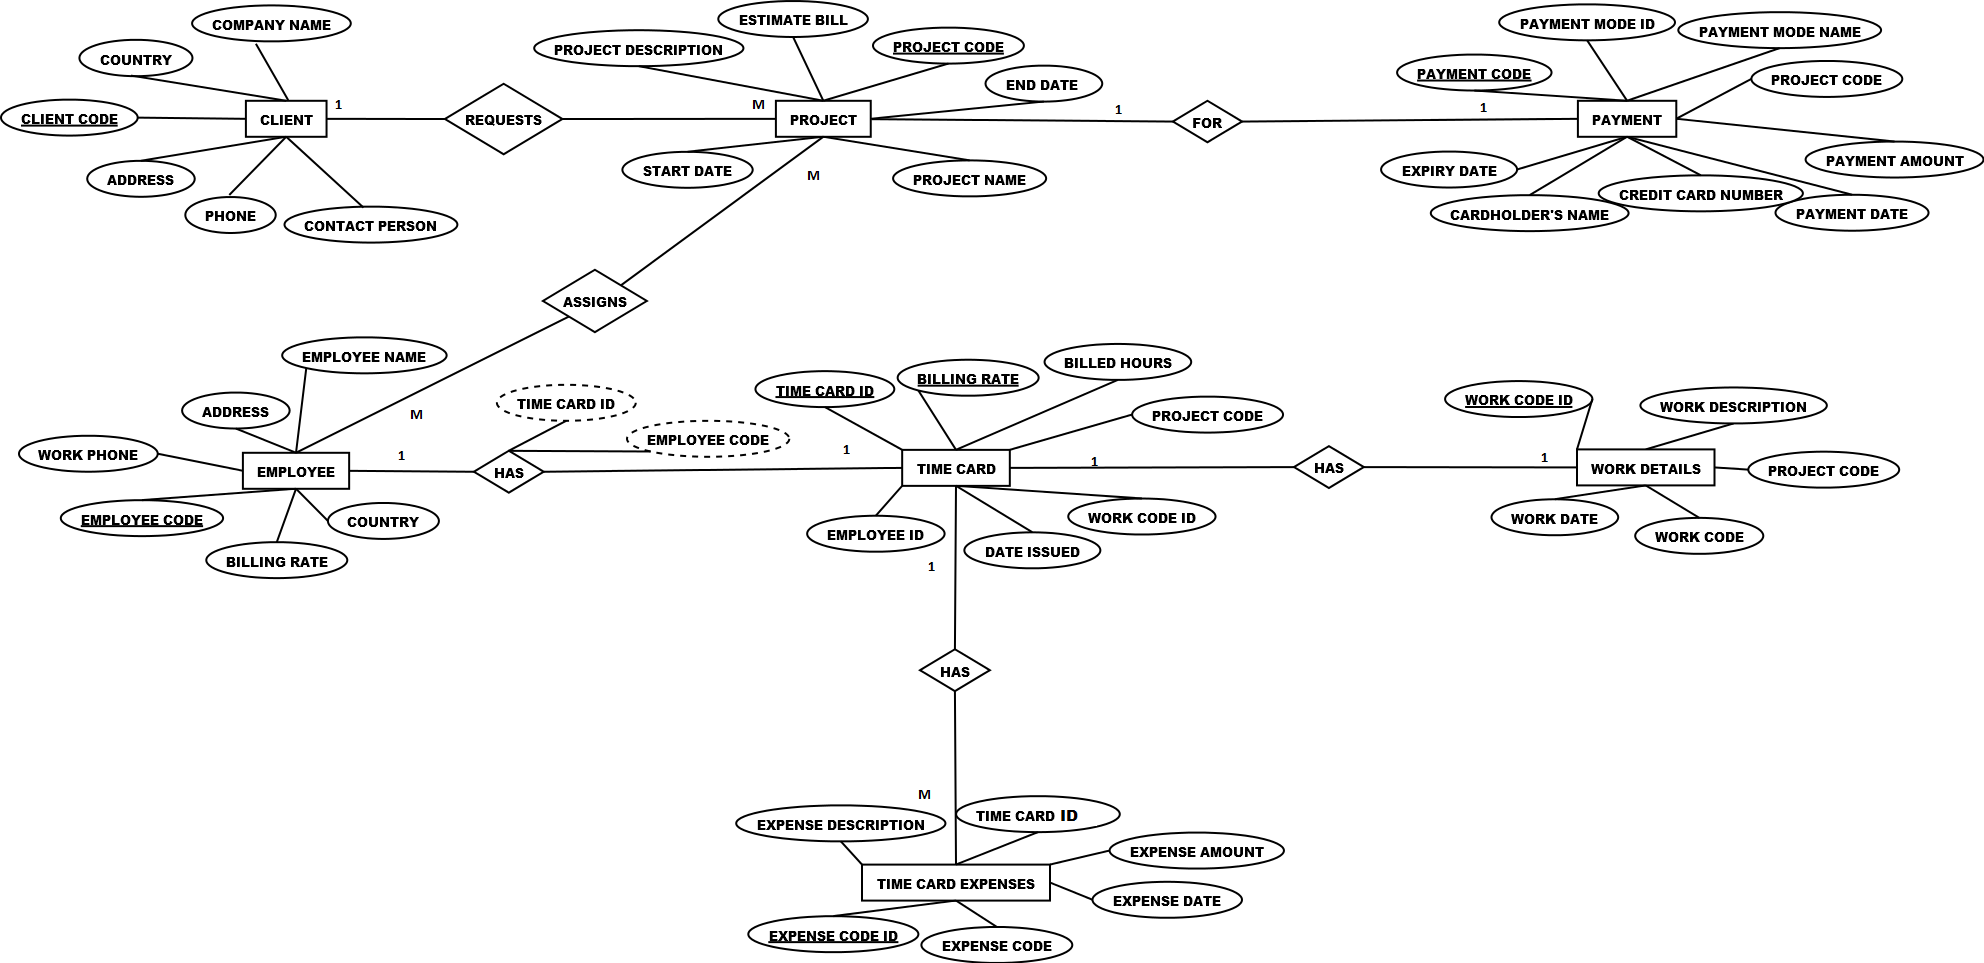 COMPANY NAME
ESTIMATE BILL
PAYMENT MODE ID
PAYMENT MODE NAME
COUNTRY
PROJECT DESCRIPTION
PROJECT CODE
PAYMENT CODE
PROJECT CODE
END DATE
CLIENT CODE
CLIENT
1
REQUESTS
M
PROJECT
1
FOR
1
PAYMENT
ADDRESS
START DATE
M
PROJECT NAME
EXPIRY DATE
PAYMENT AMOUNT
PHONE
CONTACT PERSON
CARDHOLDER'S NAME
CREDIT CARD NUMBER
PAYMENT DATE
ASSIGNS
EMPLOYEE NAME
BILLED HOURS
ADDRESS
M
TIME CARD ID
TIME CARD ID
BILLING RATE
PROJECT CODE
WORK CODE ID
WORK DESCRIPTION
WORK PHONE
EMPLOYEE CODE
EMPLOYEE
1
HAS
1
TIME CARD
1
HAS
1
WORK DETAILS
PROJECT CODE
EMPLOYEE CODE
COUNTRY
EMPLOYEE ID
WORK CODE ID
WORK DATE
WORK CODE
BILLING RATE
DATE ISSUED
1
HAS
M
EXPENSE DESCRIPTION
TIME CARD ID
EXPENSE AMOUNT
TIME CARD EXPENSES
EXPENSE DATE
EXPENSE CODE ID
EXPENSE CODE